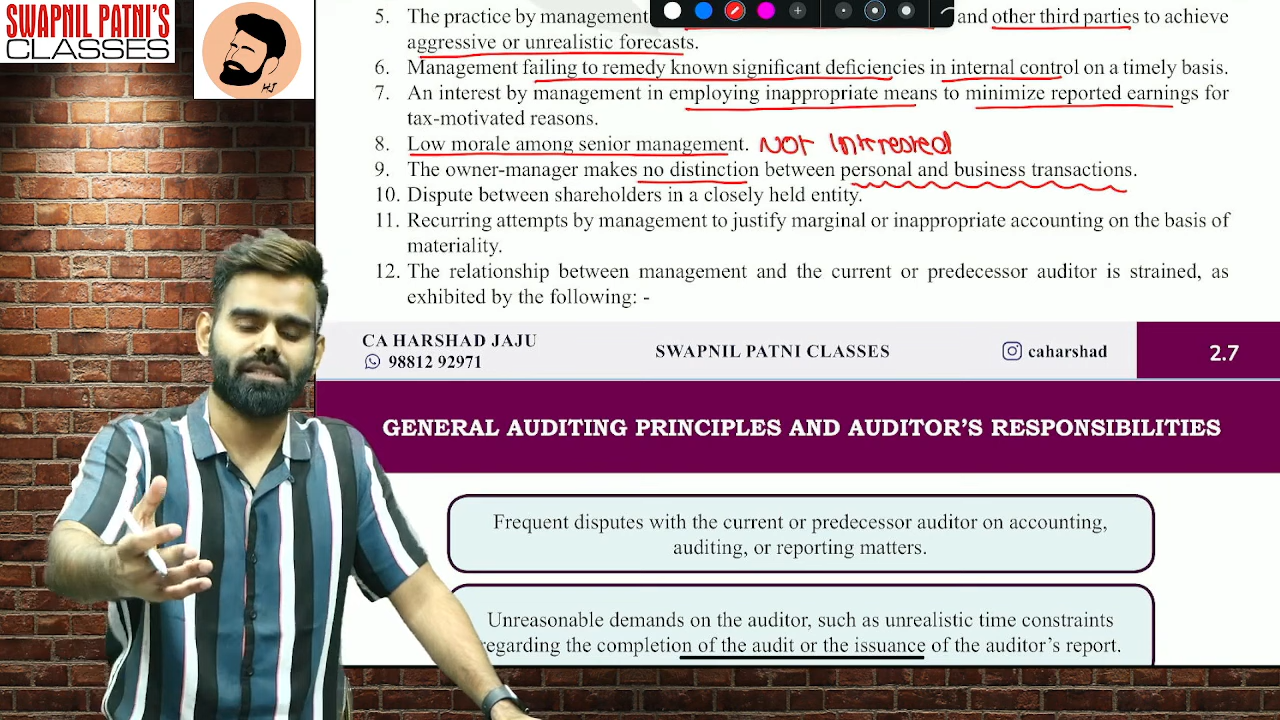 SWAPNIL PATNI'S
CLASSES
HJ
5. The practice by management and other third parties to achieve
aggressive or unrealistic forecasts.
6. Management failing to remedy known significant deficiencies in internal control on a timely basis.
7. An interest by management in employing inappropriate means to minimize reported earnings for
tax-motivated reasons.
8. Low morale among senior management. NOT Interested
9. The owner-manager makes no distinction between personal and business transactions.
10. Dispute between shareholders in a closely held entity.
11. Recurring attempts by management to justify marginal or inappropriate accounting on the basis of
materiality.
12. The relationship between management and the current or predecessor auditor is strained, as
exhibited by the following: -
CA HARSHAD JAJU
98812 92971
SWAPNIL PATNI CLASSES
caharshad
2.7
GENERAL AUDITING PRINCIPLES AND AUDITOR'S RESPONSIBILITIES
Frequent disputes with the current or predecessor auditor on accounting,
auditing, or reporting matters.
Unreasonable demands on the auditor, such as unrealistic time constraints
regarding the completion of the audit or the issuance of the auditor's report.